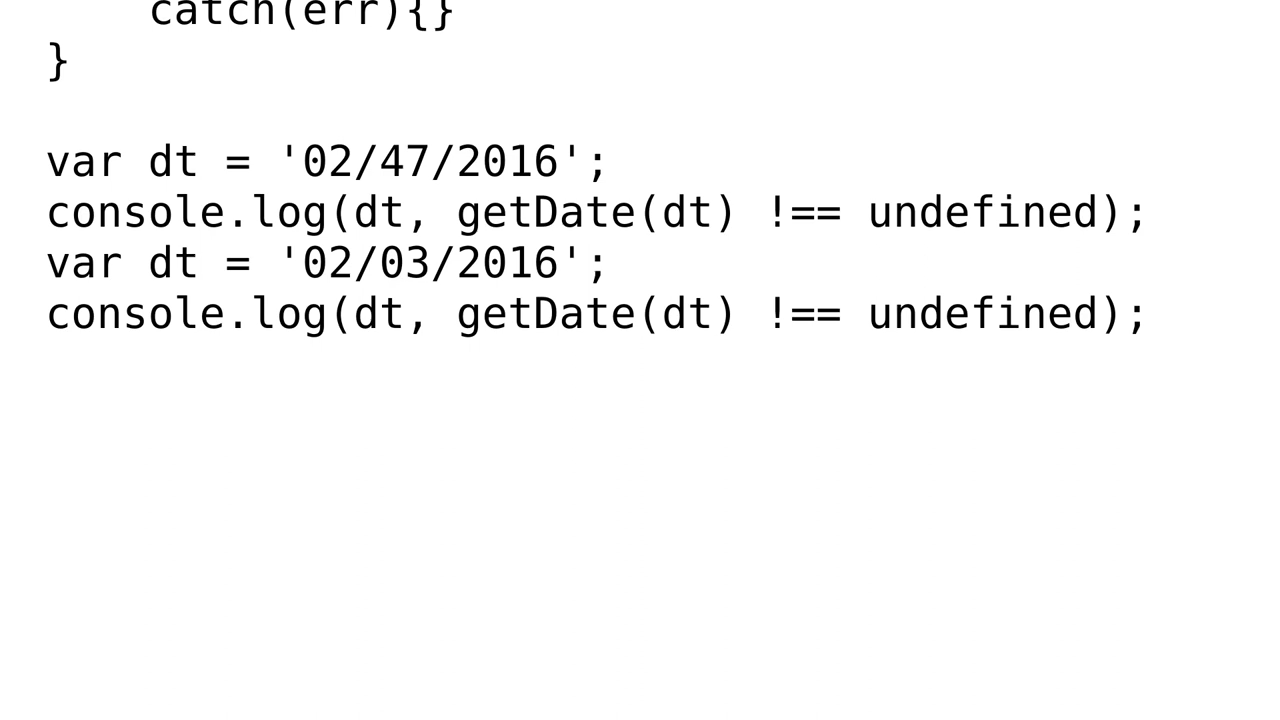 catch(err){}
}

var dt = '02/47/2016';
console.log(dt, getDate(dt) !== undefined);
var dt = '02/03/2016';
console.log(dt, getDate(dt) !== undefined);